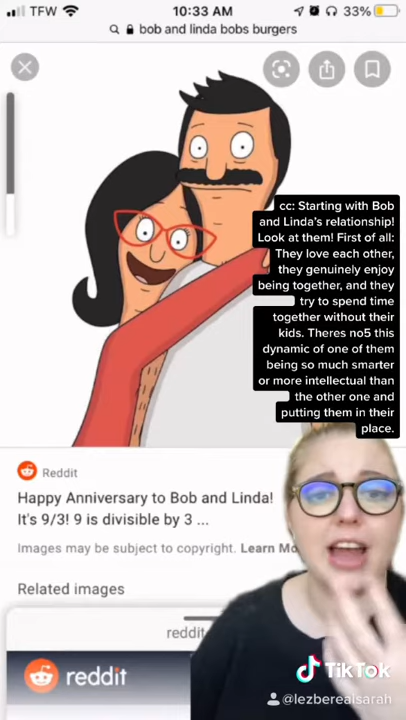 TFW
10:33 AM
33%
bob and linda bobs burgers
cc: Starting with Bob
and Linda's relationship!
Look at them! First of all:
They love each other,
they genuinely enjoy
being together, and they
try to spend time
together without their
kids. Theres no5 this
dynamic of one of them
being so much smarter
or more intellectual than
the other one and
putting them in their
place.
Reddit
Happy Anniversary to Bob and Linda!
It's 9/3! 9 is divisible by 3 ...
Images may be subject to copyright. Learn Mo
Related images
reddit
reddit
TikTok
@lezberealsarah